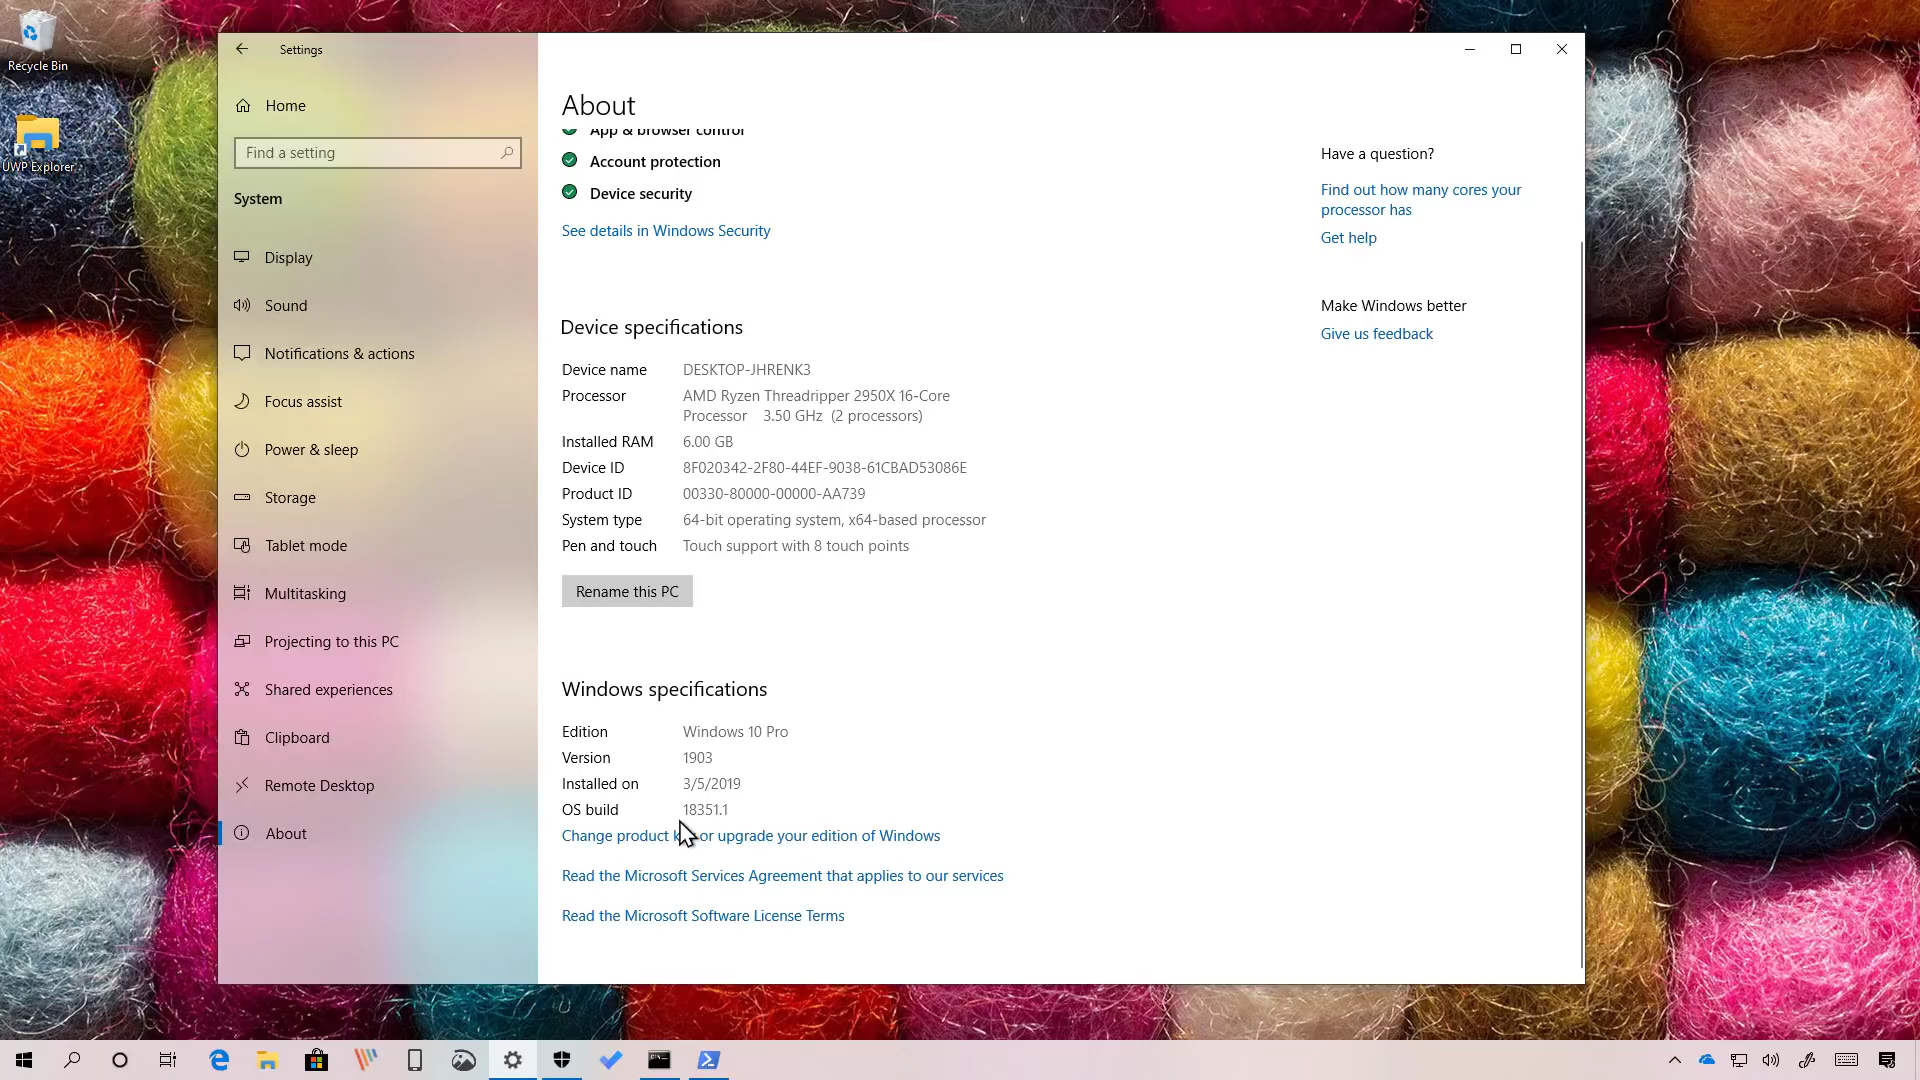 Recycle Bin
UWP Explorer
Settings
Home
Find a setting
System
Display
Sound
Notifications & actions
Focus assist
Power & sleep
Storage
Tablet mode
Multitasking
Projecting to this PC
Shared experiences
Clipboard
Remote Desktop
About
About
App & browser control
Account protection
Device security
See details in Windows Security
Device specifications
Device name DESKTOP-JHRENK3
Processor AMD Ryzen Threadripper 2950X 16-Core
Processor 3.50 GHz (2 processors)
Installed RAM 6.00 GB
Device ID 8F020342-2F80-44EF-9038-61CBAD53086E
Product ID 00330-80000-00000-AA739
System type 64-bit operating system, x64-based processor
Pen and touch Touch support with 8 touch points
Rename this PC
Windows specifications
Edition Windows 10 Pro
Version 1903
Installed on 3/5/2019
OS build 18351.1
Change product k or upgrade your edition of Windows
Read the Microsoft Services Agreement that applies to our services
Read the Microsoft Software License Terms
Have a question?
Find out how many cores your
processor has
Get help
Make Windows better
Give us feedback